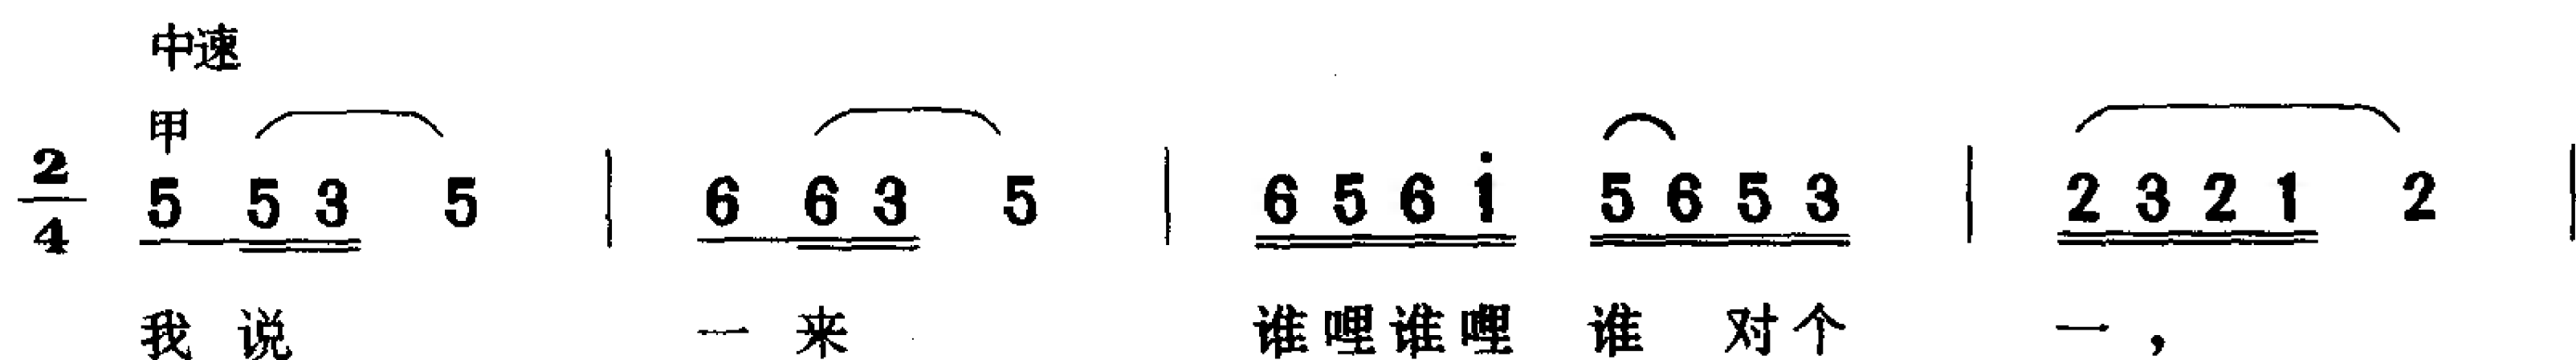 中速
甲
2/4 5 5 3 5 | 6 6 3 5 | 6 5 6 i 5 6 5 3 | 2 3 2 1 2 |
我 说 一 来 谁哩谁哩 谁 对个 一，